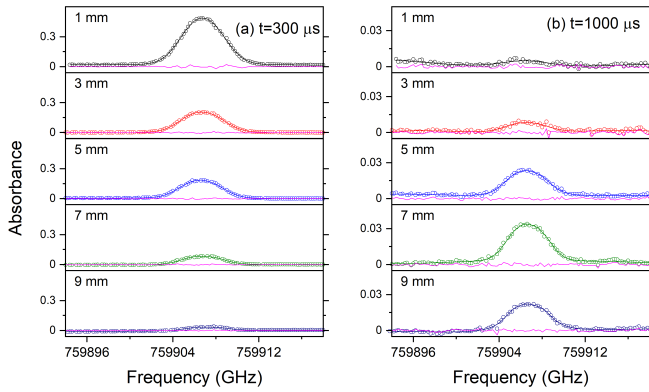 (a) t=300 μs
1 mm
0.3
0
3 mm
0.3
0
5 mm
0.3
0
7 mm
0.3
0
9 mm
0.3
0
759896
759904
759912
Frequency (GHz)
Absorbance
(b) t=1000 μs
1 mm
0.03
0
3 mm
0.03
0
5 mm
0.03
0
7 mm
0.03
0
9 mm
0.03
0
759896
759904
759912
Frequency (GHz)